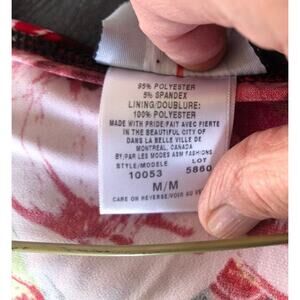 95% POLYESTER
5% SPANDEX
LINING/DOUBLURE:
100% POLYESTER
MADE WITH PRIDE/FAIT AVEC FIERTE
IN THE BEAUTIFUL CITY OF
DANS LA BELLE VILLE DE
MONTREAL, CANADA
BY/PAR LES MODES ASM FASHIONS
STYLE/MODELE LOT
10053 5860
M/M
CARE ON REVERSE/VOIR AU VE